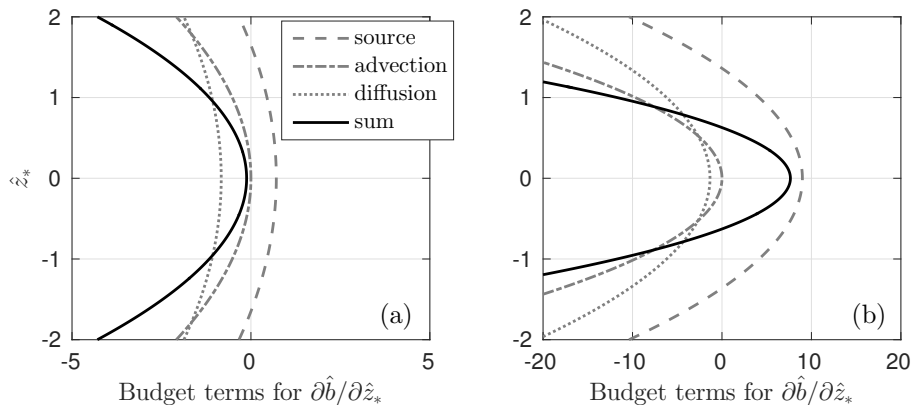 2
1
0
-1
-2
ẑ*
source
advection
diffusion
sum
(a)
-5 0 5
Budget terms for ∂b̂/∂ẑ*
2
1
0
-1
-2
(b)
-20 -10 0 10 20
Budget terms for ∂b̂/∂ẑ*